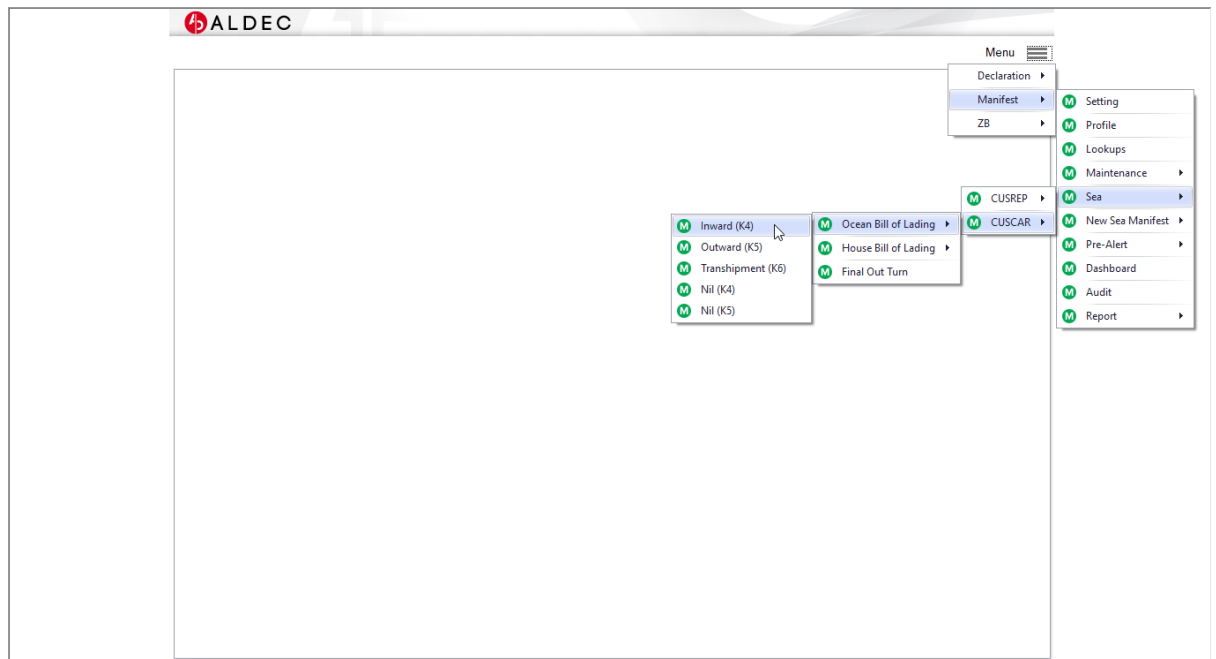 ALDEC
Menu
Declaration
Manifest
ZB
M Setting
M Profile
M Lookups
M Maintenance
M Sea
M New Sea Manifest
M Pre-Alert
M Dashboard
M Audit
M Report
M CUSREP
M CUSCAR
M Ocean Bill of Lading
M House Bill of Lading
M Final Out Turn
M Inward (K4)
M Outward (K5)
M Transhipment (K6)
M Nil (K4)
M Nil (K5)